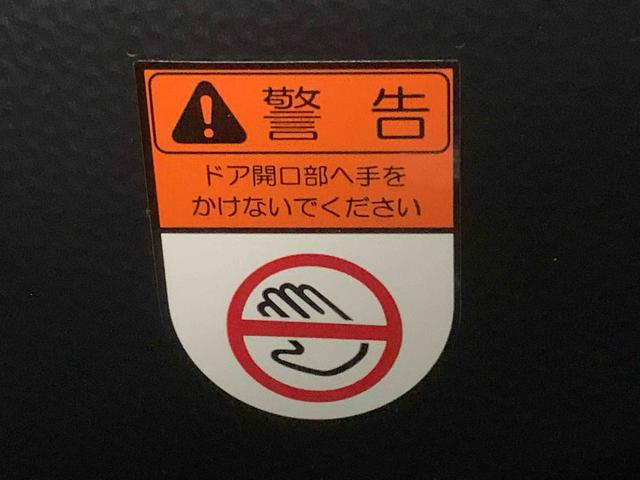 警告
ドア開口部へ手を
かけないでください